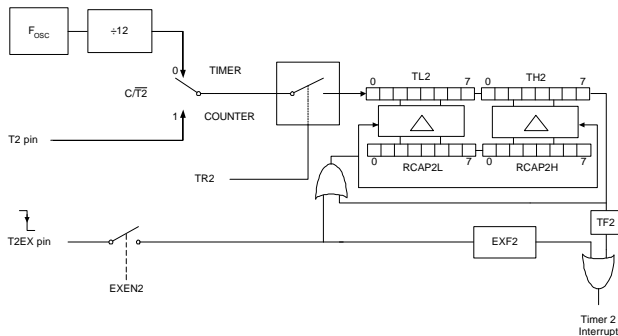 FOSC
÷12
0
TIMER
C/T2
1
COUNTER
T2 pin
TR2
0
TL2
7
0
TH2
7
0
RCAP2L
7
0
RCAP2H
7
T2EX pin
EXEN2
EXF2
TF2
Timer 2
Interrupt